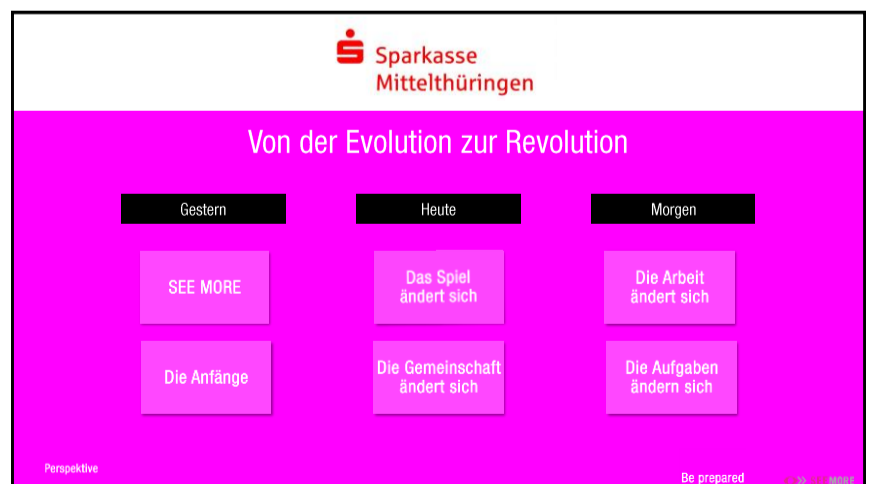 Sparkasse
Mittelthüringen
Von der Evolution zur Revolution
Gestern
Heute
Morgen
SEE MORE
Das Spiel
ändert sich
Die Arbeit
ändert sich
Die Anfänge
Die Gemeinschaft
ändert sich
Die Aufgaben
ändern sich
Perspektive
Be prepared
MORE